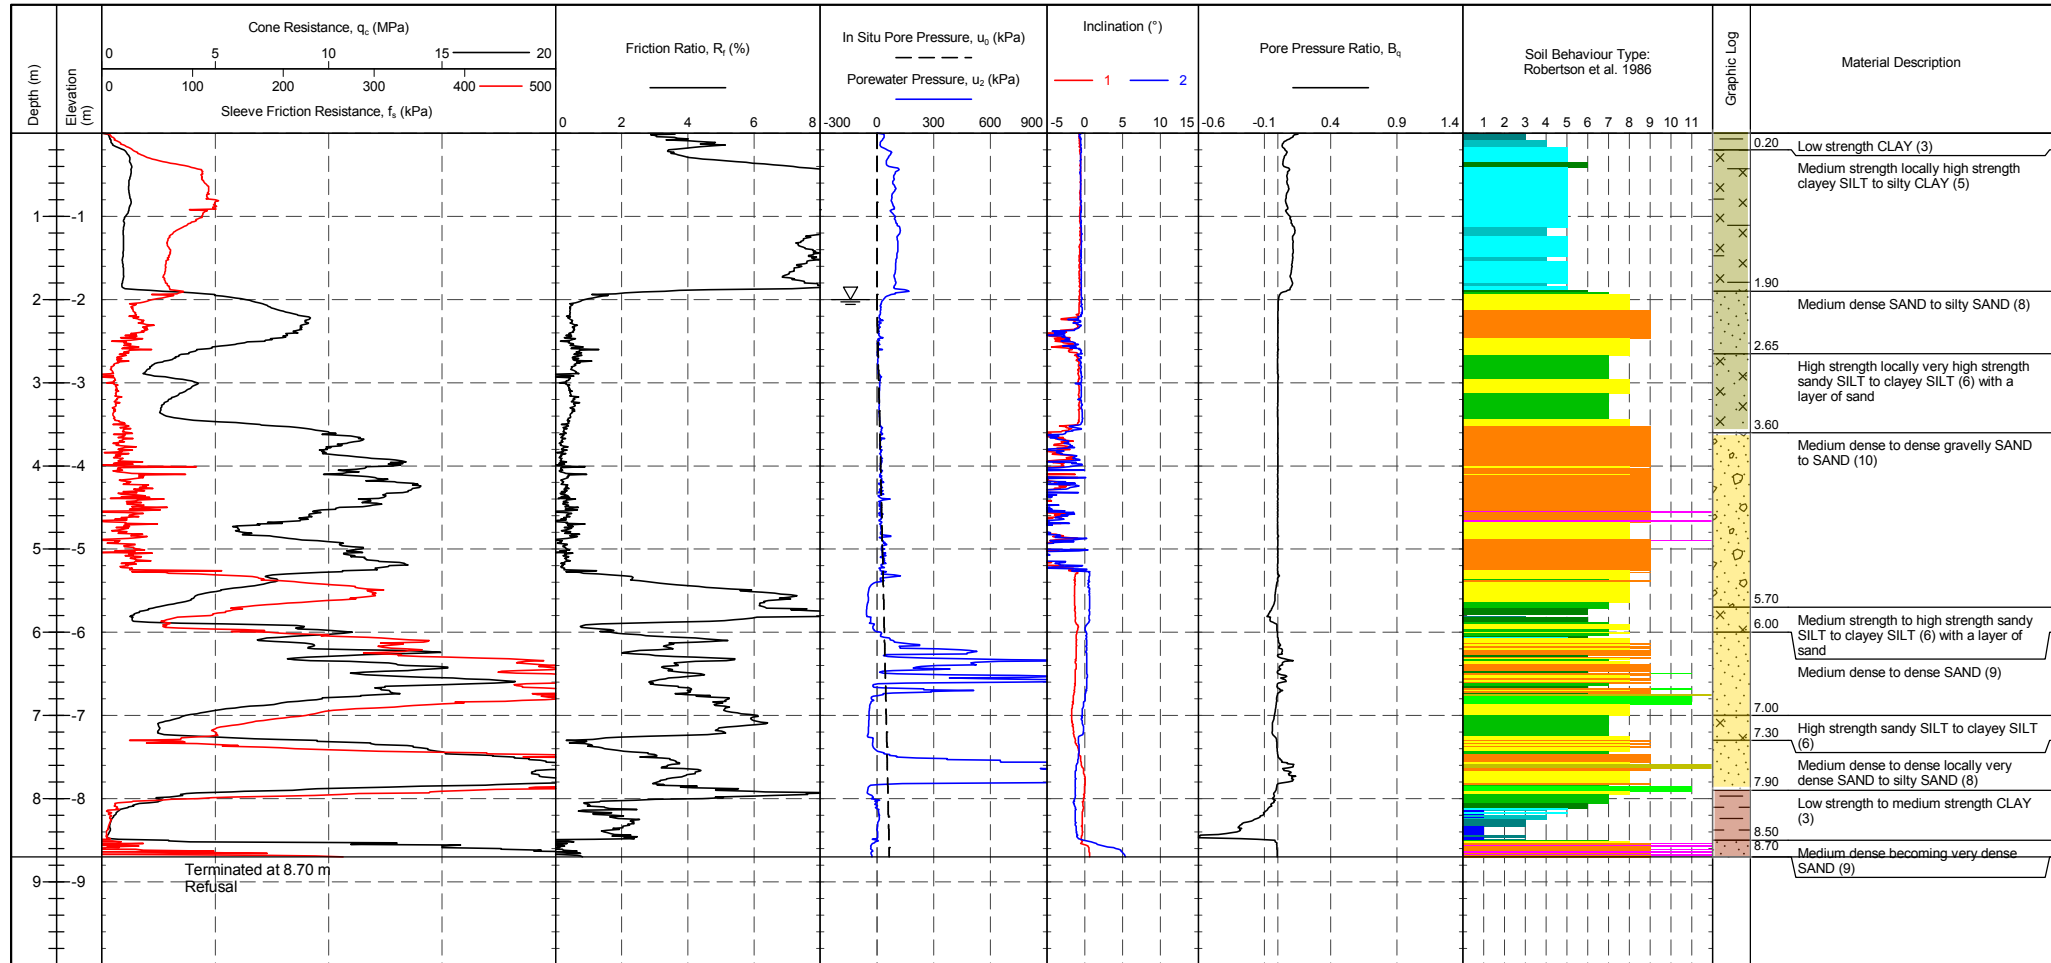 Depth (m)
Elevation (m)
Cone Resistance, qc (MPa)
0 5 10 15 20
100 200 300 400 500
Sleeve Friction Resistance, fs (kPa)
Friction Ratio, Rf (%)
0 2 4 6 8
In Situ Pore Pressure, u0 (kPa)
Porewater Pressure, u2 (kPa)
-300 0 300 900
Inclination (°)
1 2
-5 0 5 10 15
Pore Pressure Ratio, Bq
-0.6 -0.1 0.4 0.9 1.4
Soil Behaviour Type:
Robertson et al. 1986
1 2 3 4 5 6 7 8 9 10 11
Graphic Log
Material Description
0.20
Low strength CLAY (3)
Medium strength locally high strength
clayey SILT to silty CLAY (5)
1 -1
1.90
2 -2
Medium dense SAND to silty SAND (8)
2.65
High strength locally very high strength
sandy SILT to clayey SILT (6) with a
layer of sand
3 -3
3.60
Medium dense to dense gravelly SAND
to SAND (10)
4 -4
5 -5
5.70
Medium strength to high strength sandy
SILT to clayey SILT (6) with a layer of
sand
6 -6
6.00
Medium dense to dense SAND (9)
7 -7
7.00
High strength sandy SILT to clayey SILT
(6)
7.30
Medium dense to dense locally very
dense SAND to silty SAND (8)
7.90
8 -8
Low strength to medium strength CLAY
(3)
8.50
8.70
Medium dense becoming very dense
SAND (9)
Terminated at 8.70 m
Refusal
9 -9